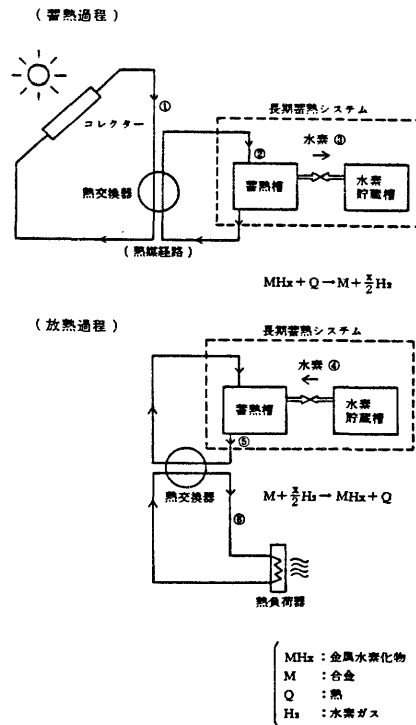 (蓄熱過程)
①
コレクター
長期蓄熱システム
水素 ③
②
蓄熱槽
水素
貯蔵槽
熱交換器
(熱媒経路)
MHx + Q → M + x/2 H₂
(放熱過程)
長期蓄熱システム
水素 ④
蓄熱槽
水素
貯蔵槽
⑤
熱交換器
M + x/2 H₂ → MHx + Q
⑥
熱負荷器
MHx : 金属水素化物
M : 合金
Q : 熱
H₂ : 水素ガス